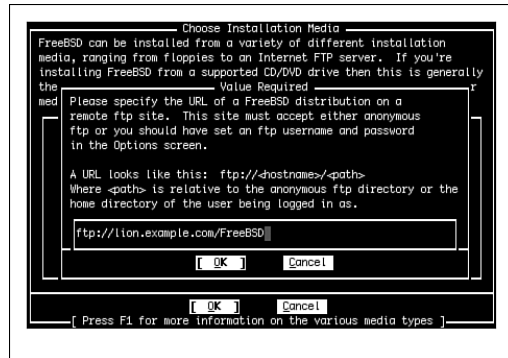 Choose Installation Media
FreeBSD can be installed from a variety of different installation
media, ranging from floppies to an Internet FTP server.  If you're
installing FreeBSD from a supported CD/DVD drive then this is generally
the r
med
Value Required
Please specify the URL of a FreeBSD distribution on a
remote ftp site.  This site must accept either anonymous
ftp or you should have set an ftp username and password
in the Options screen.
A URL looks like this:  ftp://<hostname>/<path>
Where <path> is relative to the anonymous ftp directory or the
home directory of the user being logged in as.
ftp://lion.example.com/FreeBSD
[ OK ] Cancel
[ OK ] Cancel
[ Press F1 for more information on the various media types ]